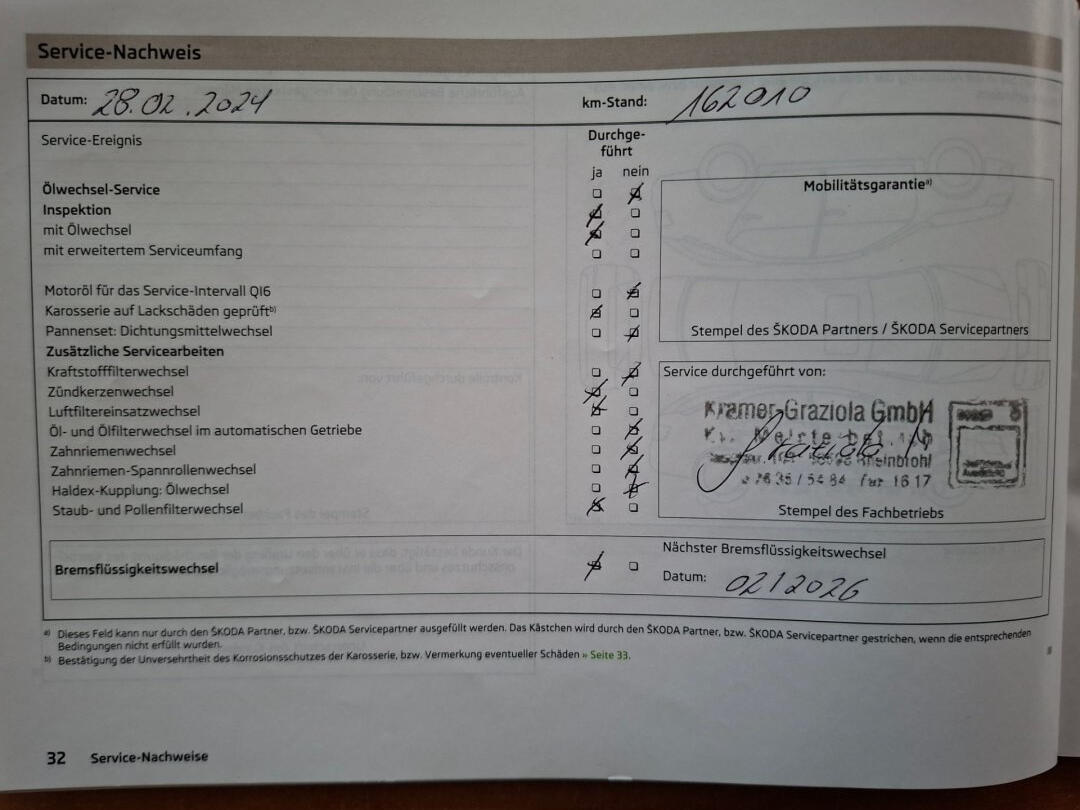 Service-Nachweis
Datum: 28.02.2024 km-Stand: 162010
Service-Ereignis Durchge-
führt
ja nein
Ölwechsel-Service
Mobilitätsgarantie a)
Inspektion
mit Ölwechsel
mit erweitertem Serviceumfang
Motoröl für das Service-Intervall QI6
Karosserie auf Lackschäden geprüft b)
Pannenset: Dichtungsmittelwechsel
Stempel des ŠKODA Partners / ŠKODA Servicepartners
Zusätzliche Servicearbeiten
Kraftstofffilterwechsel
Service durchgeführt von:
Zündkerzenwechsel
Luftfiltereinsatzwechsel
Kramer-Graziola GmbH
Öl- und Ölfilterwechsel im automatischen Getriebe
Zahnriemenwechsel
Rheinbrohl
Zahnriemen-Spannrollenwechsel
Haldex-Kupplung: Ölwechsel
Staub- und Pollenfilterwechsel
Stempel des Fachbetriebs
Bremsflüssigkeitswechsel
Nächster Bremsflüssigkeitswechsel
Datum: 02/2026
a) Dieses Feld kann nur durch den ŠKODA Partner, bzw. ŠKODA Servicepartner ausgefüllt werden. Das Kästchen wird durch den ŠKODA Partner, bzw. ŠKODA Servicepartner gestrichen, wenn die entsprechenden
Bedingungen nicht erfüllt wurden.
b) Bestätigung der Unversehrtheit des Korrosionsschutzes der Karosserie, bzw. Vermerkung eventueller Schäden » Seite 33.
32 Service-Nachweise